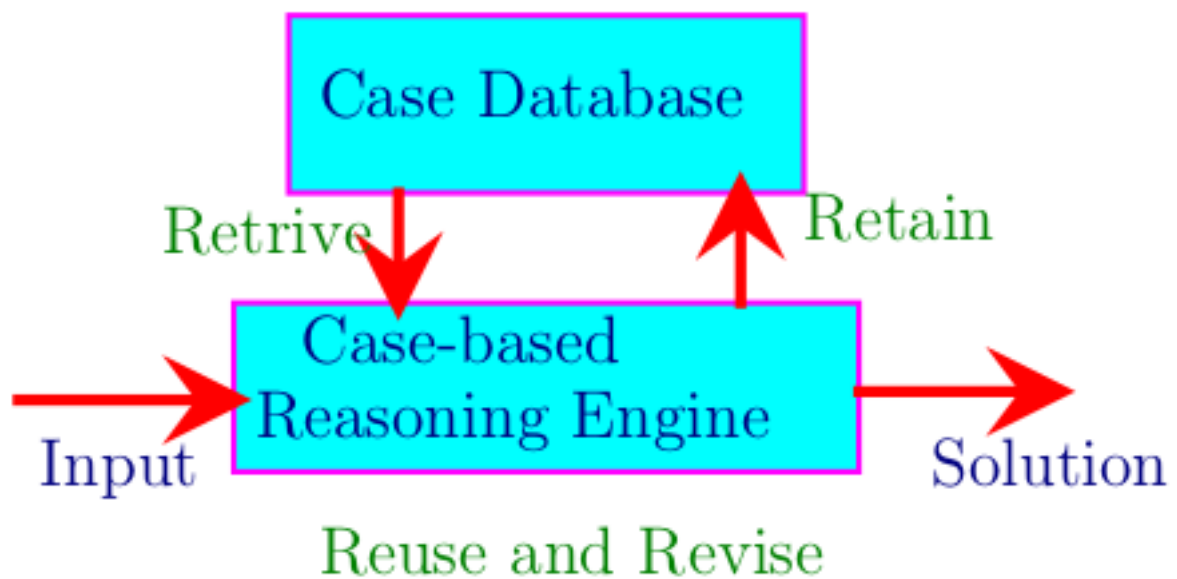 Case Database
Retrive
Retain
Case-based
Reasoning Engine
Input
Solution
Reuse and Revise